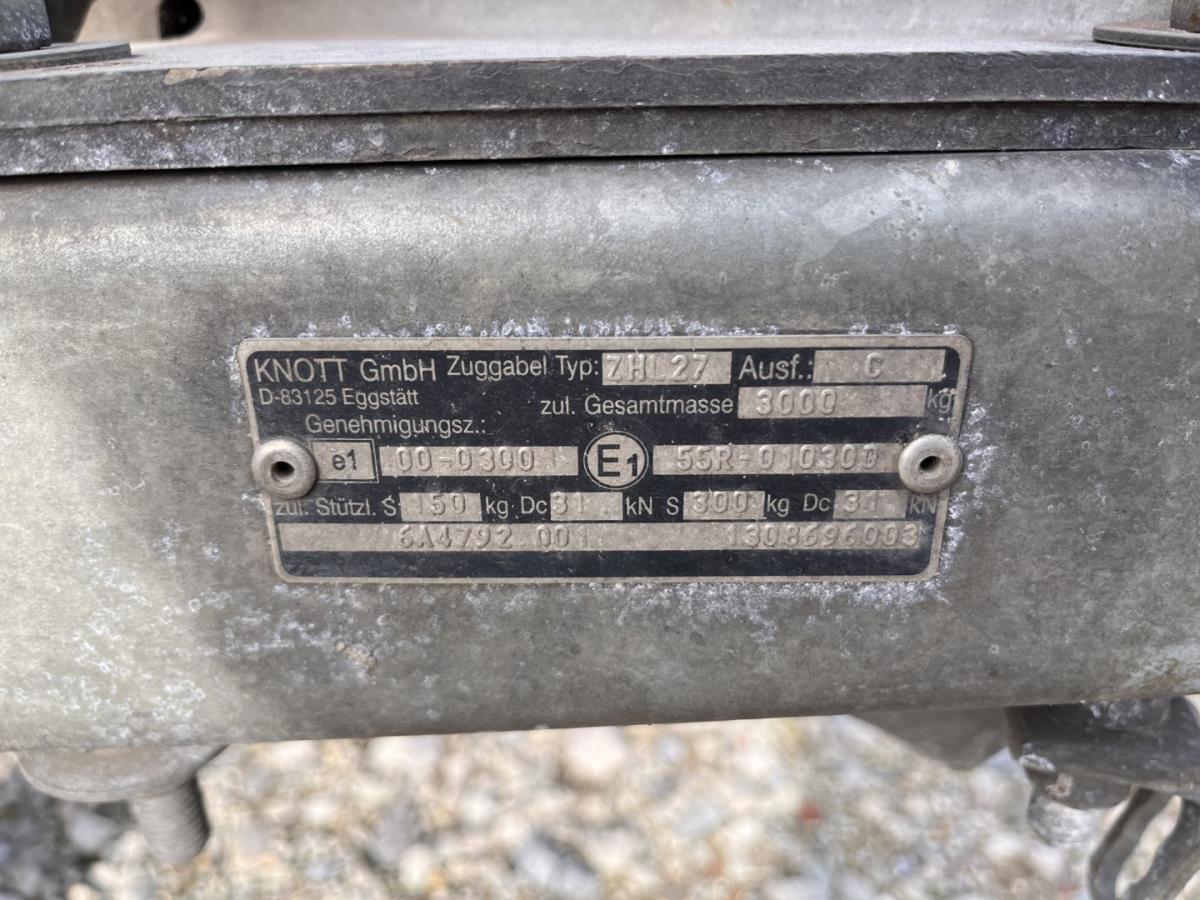 KNOTT GmbH Zuggabel Typ: ZHL27 Ausf.: C
D-83125 Eggstätt zul. Gesamtmasse 3000 kg
Genehmigungsz.:
e1 00-0300 E1 55R-010300
zul. Stützl. S 150 kg Dc 31 kN S 300 kg Dc 31 kN
6A4792.001 1308696003